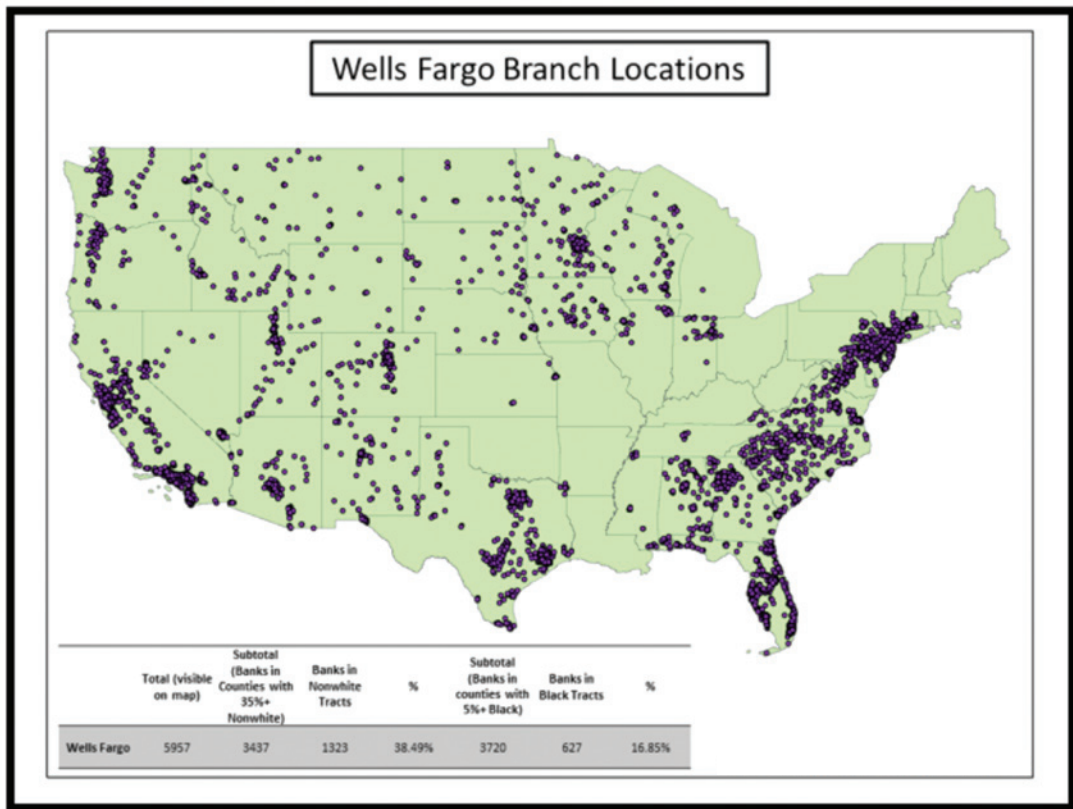 Wells Fargo Branch Locations
Total (visible
on map)
Subtotal
(Banks in
Counties with
35%+
Nonwhite)
Banks in
Nonwhite
Tracts
%
Subtotal
(Banks in
counties with
5%+ Black)
Banks in
Black Tracts
%
Wells Fargo 5957 3437 1323 38.49% 3720 627 16.85%